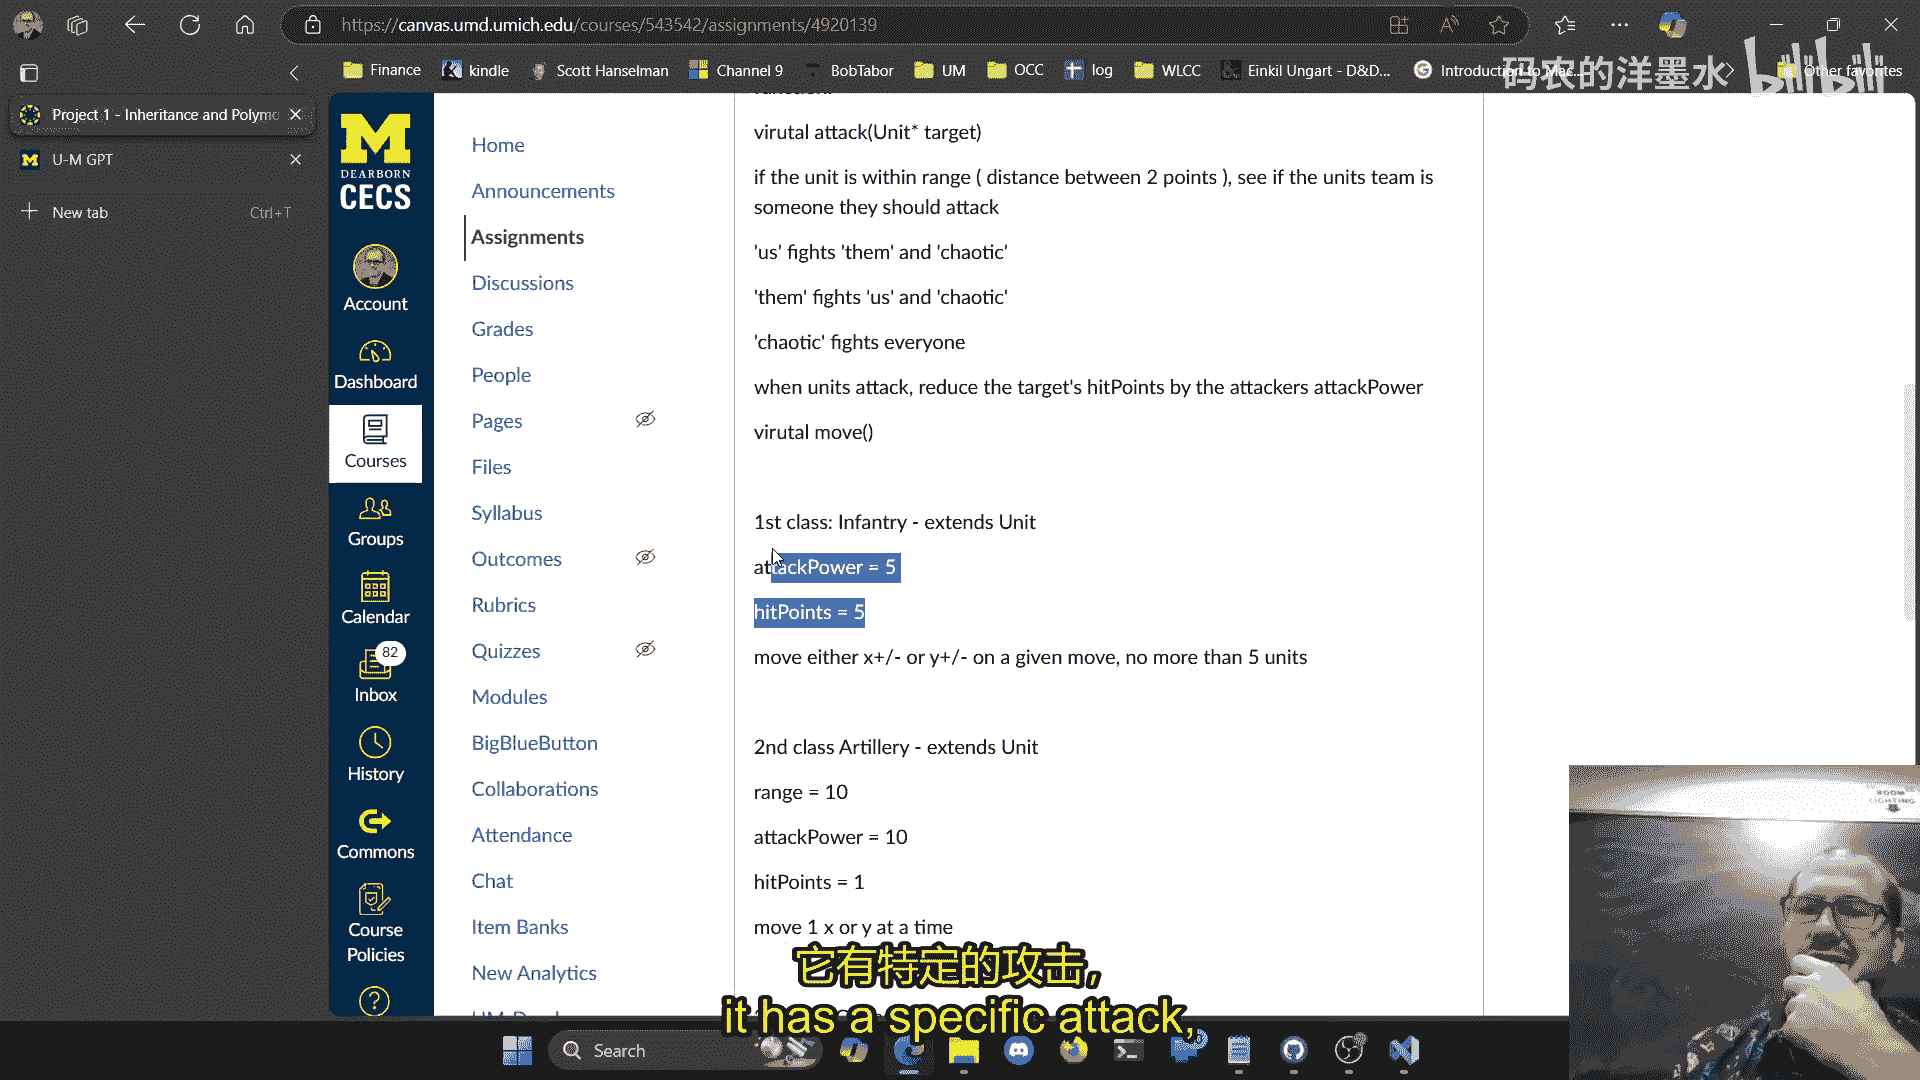 https://canvas.umd.umich.edu/courses/543542/assignments/4920139
Finance
kindle
Scott Hanselman
Channel 9
BobTabor
UM
OCC
log
WLCC
Einkil Ungart - D&D...
Introduction to Mac...
Other favorites
码农的洋墨水
bilibili
Project 1 - Inheritance and Polymo
U-M GPT
New tab
Ctrl+T
M
DEARBORN
CECS
Account
Dashboard
Courses
Groups
Calendar
82
Inbox
History
Commons
Course
Policies
Home
Announcements
Assignments
Discussions
Grades
People
Pages
Files
Syllabus
Outcomes
Rubrics
Quizzes
Modules
BigBlueButton
Collaborations
Attendance
Chat
Item Banks
New Analytics
function:
virutal attack(Unit* target)
if the unit is within range ( distance between 2 points ), see if the units team is
someone they should attack
'us' fights 'them' and 'chaotic'
'them' fights 'us' and 'chaotic'
'chaotic' fights everyone
when units attack, reduce the target's hitPoints by the attackers attackPower
virutal move()
1st class: Infantry - extends Unit
attackPower = 5
hitPoints = 5
move either x+/- or y+/- on a given move, no more than 5 units
2nd class Artillery - extends Unit
range = 10
attackPower = 10
hitPoints = 1
move 1 x or y at a time
它有特定的攻击，
it has a specific attack,
ROOM
LIGHTING
Search